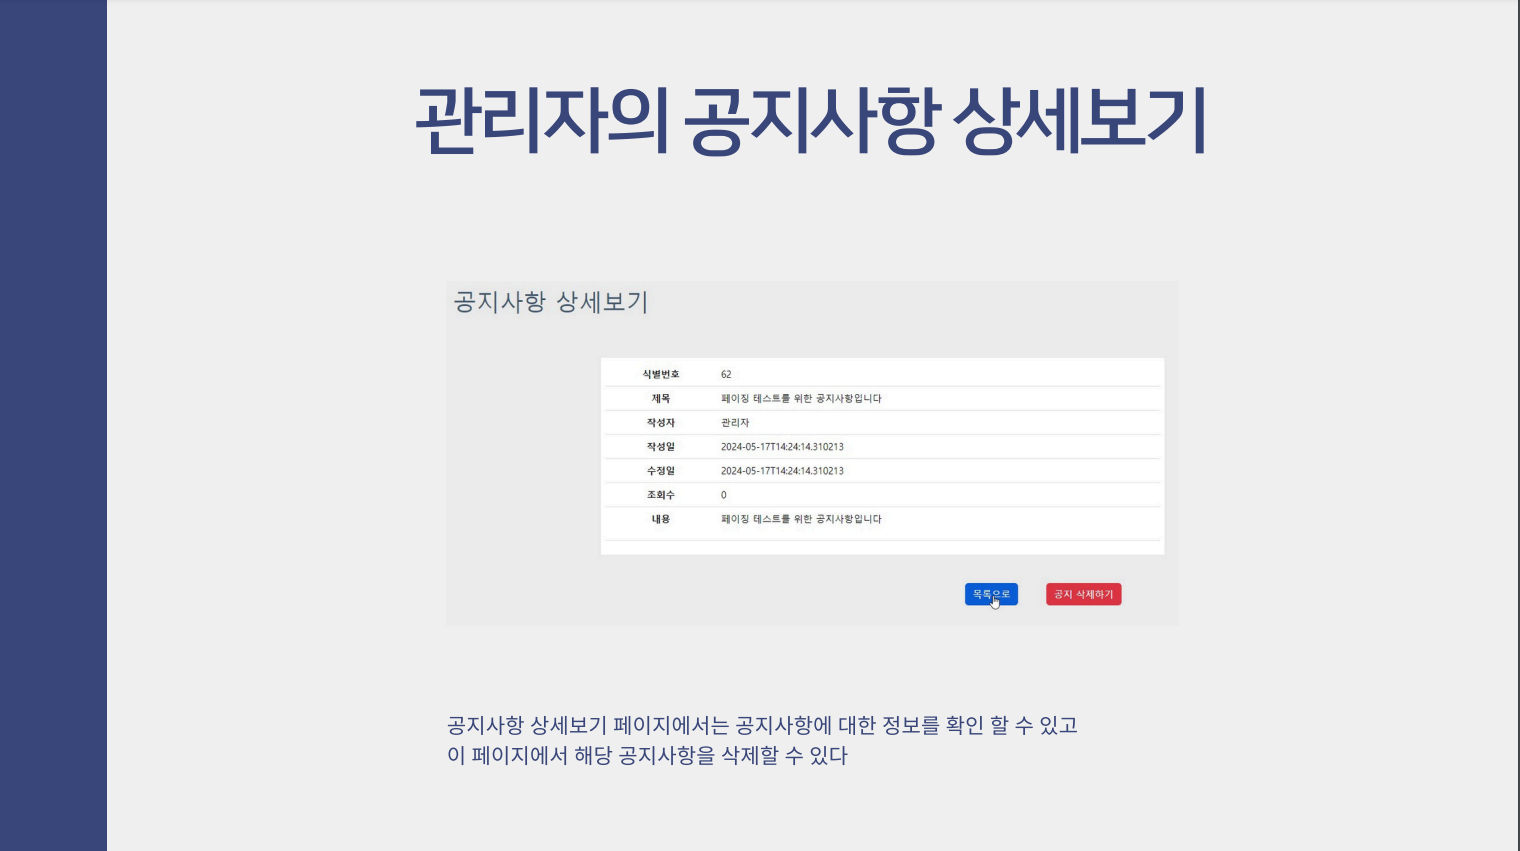 관리자의 공지사항 상세보기
공지사항 상세보기
식별번호 62
제목 페이징 테스트를 위한 공지사항입니다
작성자 관리자
작성일 2024-05-17T14:24:14.310213
수정일 2024-05-17T14:24:14.310213
조회수 0
내용 페이징 테스트를 위한 공지사항입니다
목록으로 공지 삭제하기
공지사항 상세보기 페이지에서는 공지사항에 대한 정보를 확인 할 수 있고
이 페이지에서 해당 공지사항을 삭제할 수 있다